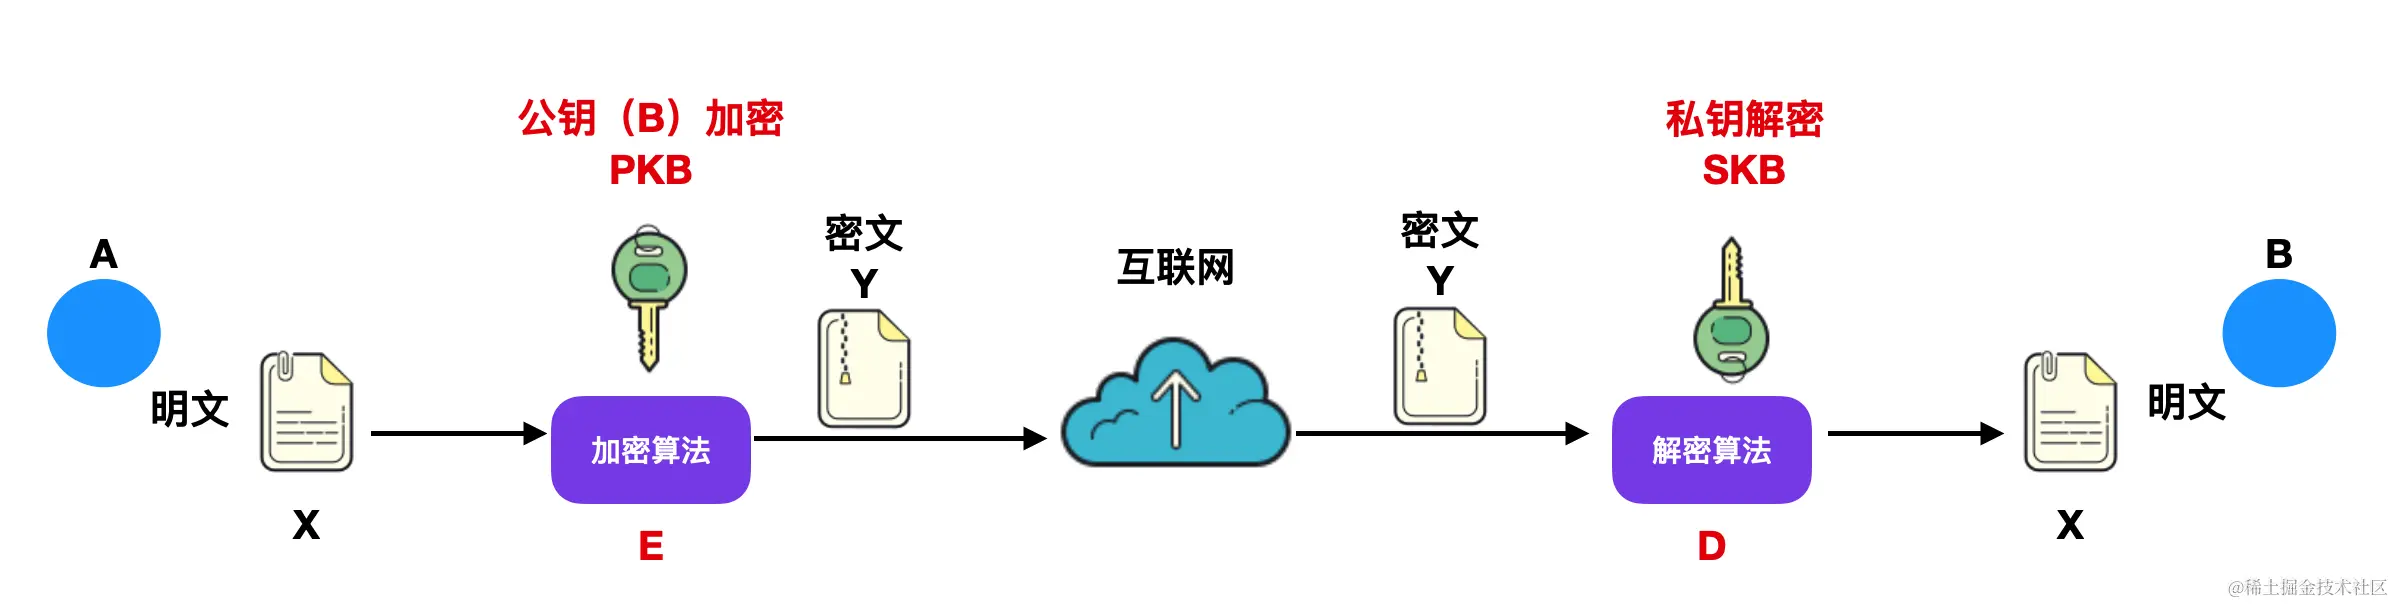 公钥（B）加密
PKB
私钥解密
SKB
A
密文
Y
互联网
密文
Y
B
明文
加密算法
解密算法
明文
X
E
D
X
@稀土掘金技术社区